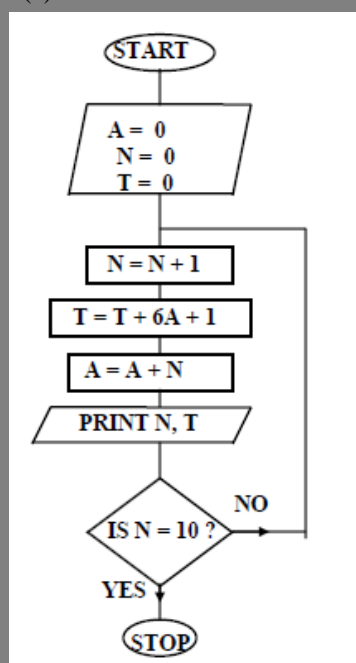 START
A = 0
N = 0
T = 0
N = N + 1
T = T + 6A + 1
A = A + N
PRINT N, T
NO
IS N = 10 ?
YES
STOP